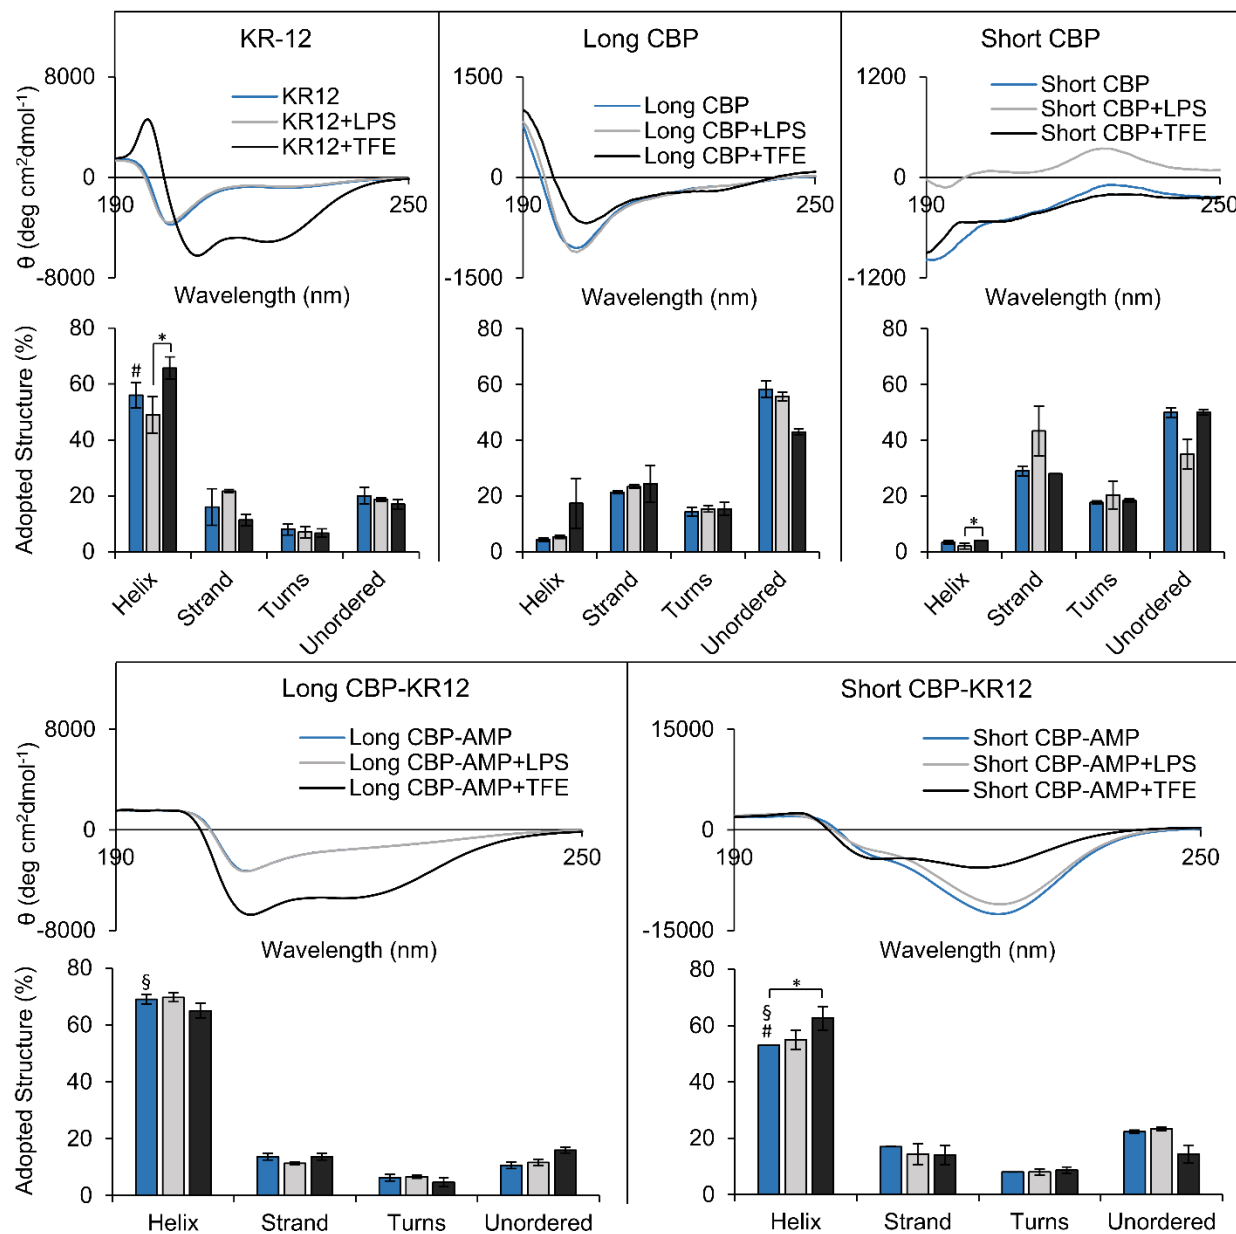 KR-12
8000
KR12
KR12+LPS
KR12+TFE
0
190
250
-8000
θ (deg cm²dmol⁻¹)
Wavelength (nm)
Long CBP
1500
Long CBP
Long CBP+LPS
Long CBP+TFE
0
190
250
-1500
Wavelength (nm)
Short CBP
1200
Short CBP
Short CBP+LPS
Short CBP+TFE
0
190
250
-1200
Wavelength (nm)
Adopted Structure (%)
80
60
40
20
0
#
*
Helix
Strand
Turns
Unordered
80
60
40
20
0
Helix
Strand
Turns
Unordered
80
60
40
20
0
*
Helix
Strand
Turns
Unordered
Long CBP-KR12
8000
Long CBP-AMP
Long CBP-AMP+LPS
Long CBP-AMP+TFE
0
190
250
-8000
θ (deg cm²dmol⁻¹)
Wavelength (nm)
Short CBP-KR12
15000
Short CBP-AMP
Short CBP-AMP+LPS
Short CBP-AMP+TFE
0
190
250
-15000
Wavelength (nm)
Adopted Structure (%)
80
60
40
20
0
§
Helix
Strand
Turns
Unordered
80
60
40
20
0
§
#
*
Helix
Strand
Turns
Unordered